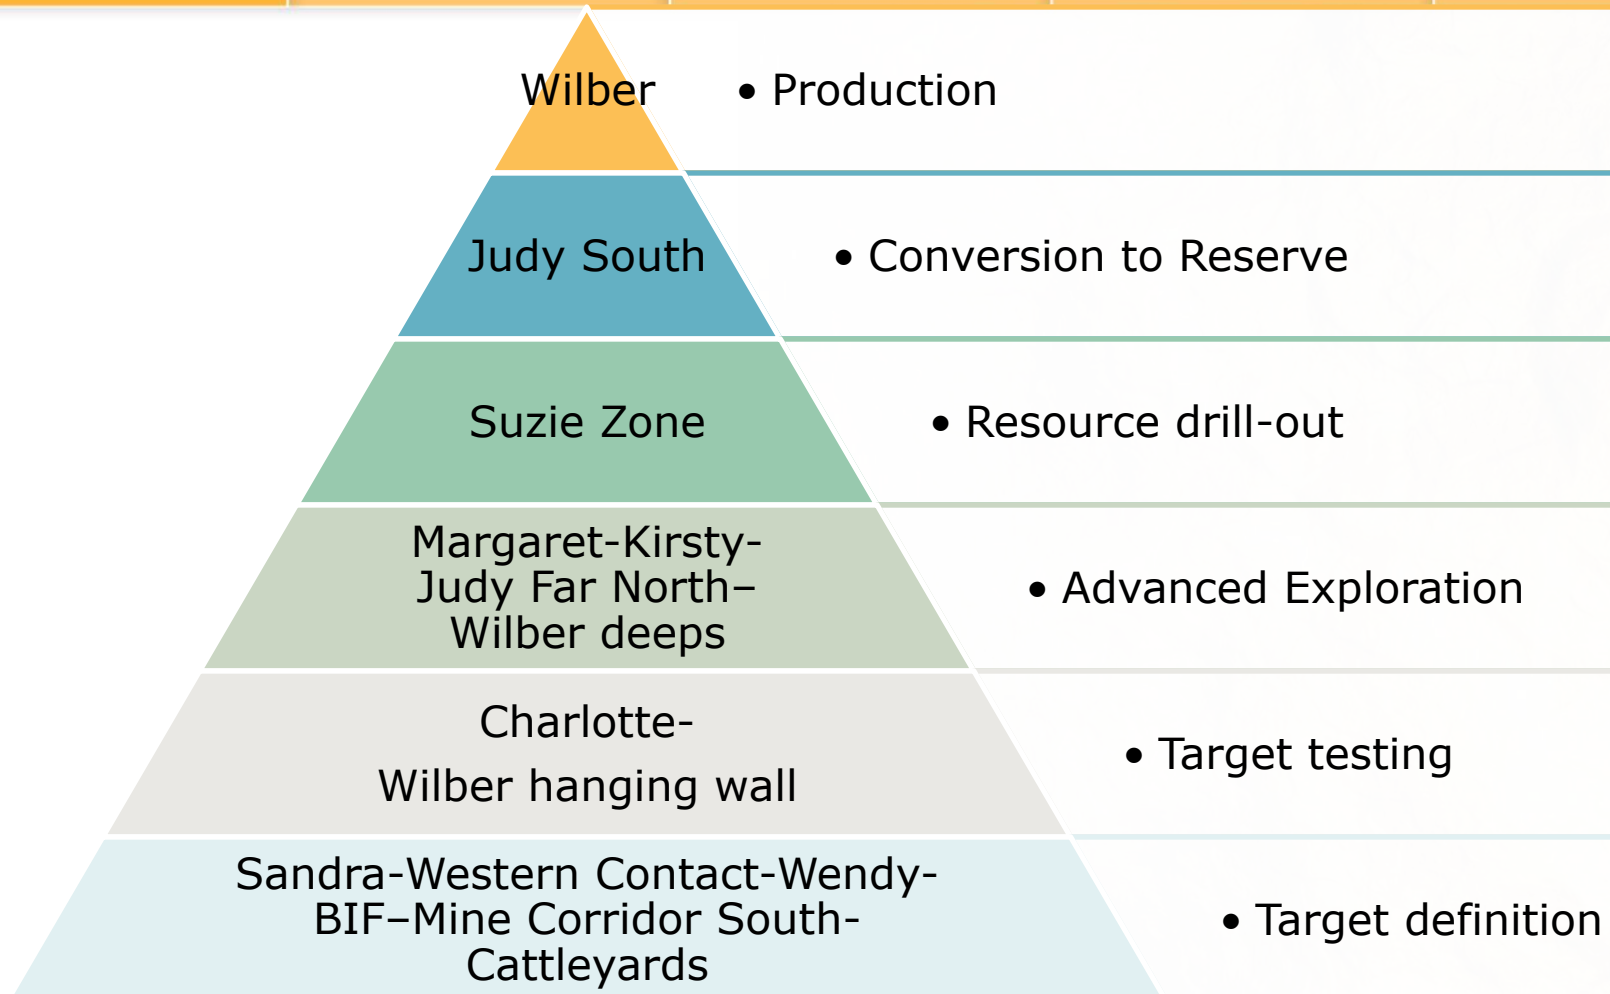 Wilber
• Production
Judy South
• Conversion to Reserve
Suzie Zone
• Resource drill-out
Margaret-Kirsty-
Judy Far North–
Wilber deeps
• Advanced Exploration
Charlotte-
Wilber hanging wall
• Target testing
Sandra-Western Contact-Wendy-
BIF–Mine Corridor South-
Cattleyards
• Target definition